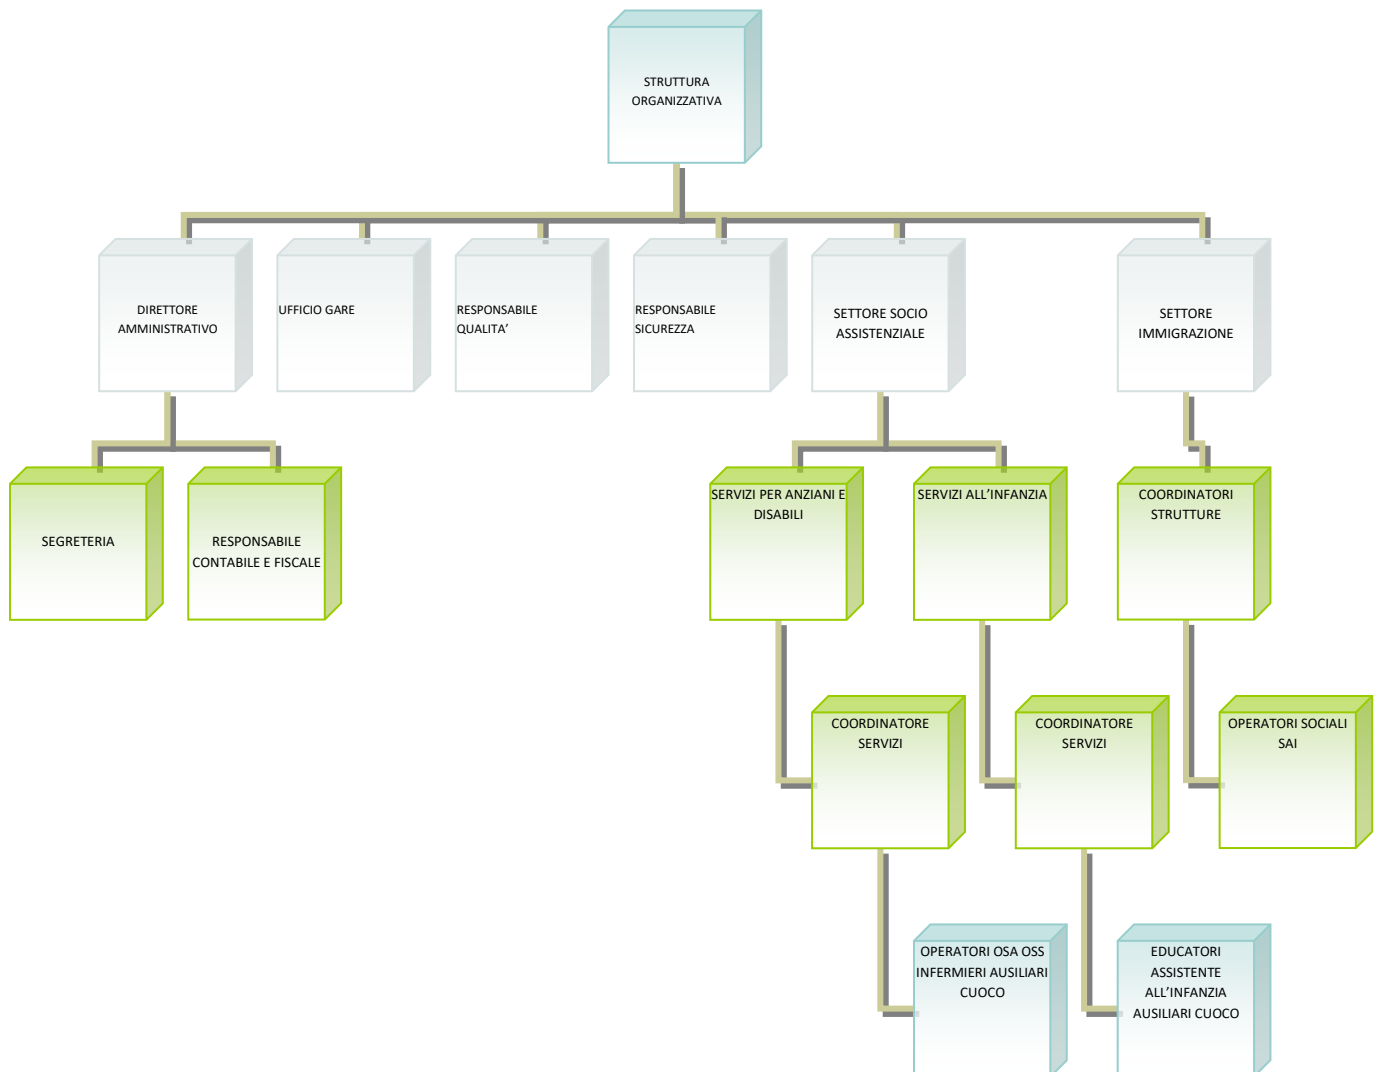 STRUTTURA
ORGANIZZATIVA
DIRETTORE
AMMINISTRATIVO
UFFICIO GARE
RESPONSABILE
QUALITA’
RESPONSABILE
SICUREZZA
SETTORE SOCIO
ASSISTENZIALE
SETTORE
IMMIGRAZIONE
SEGRETERIA
RESPONSABILE
CONTABILE E FISCALE
SERVIZI PER ANZIANI E
DISABILI
SERVIZI ALL’INFANZIA
COORDINATORI
STRUTTURE
COORDINATORE
SERVIZI
COORDINATORE
SERVIZI
OPERATORI SOCIALI
SAI
OPERATORI OSA OSS
INFERMIERI AUSILIARI
CUOCO
EDUCATORI
ASSISTENTE
ALL’INFANZIA
AUSILIARI CUOCO